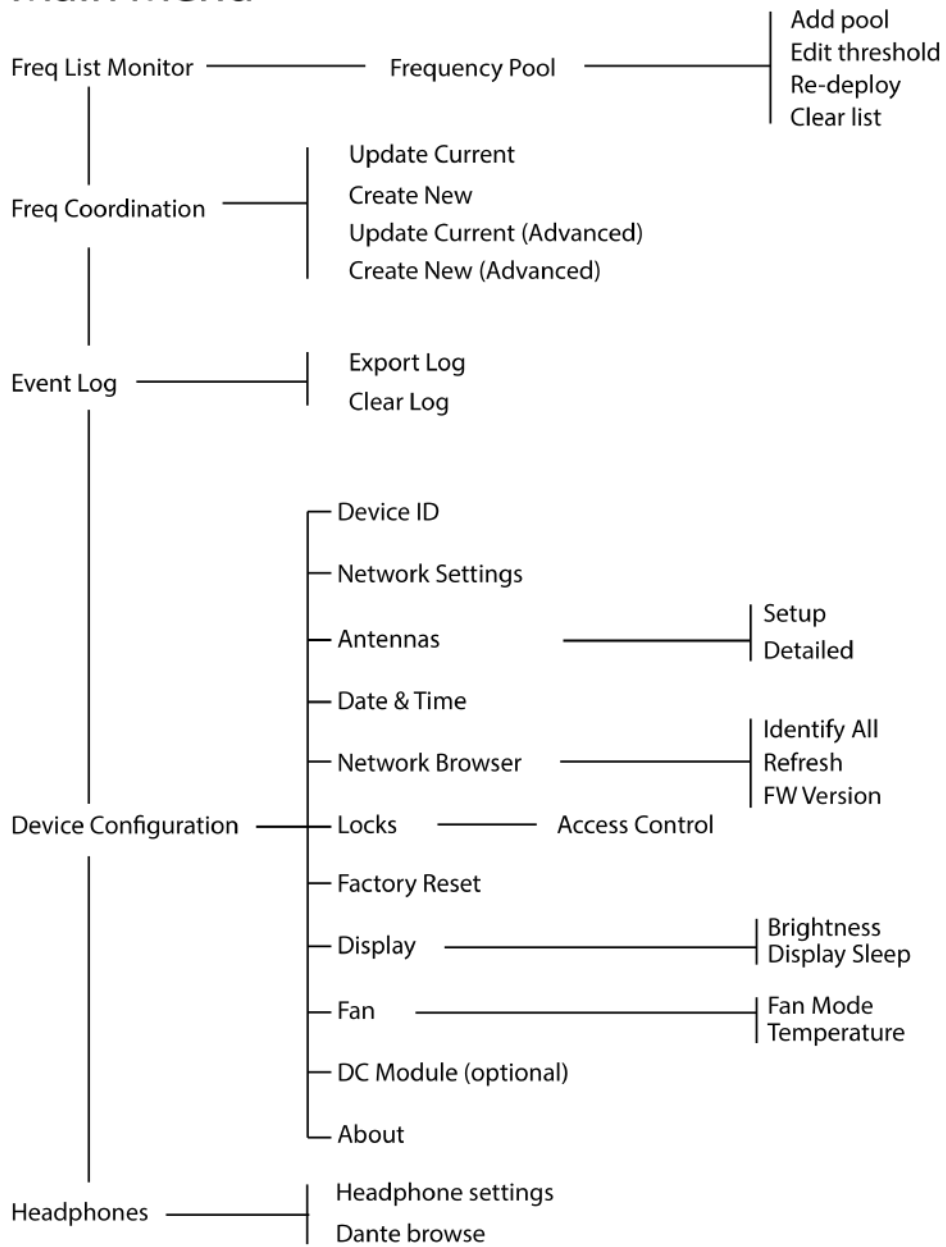 Main Menu
Freq List Monitor
Frequency Pool
Add pool
Edit threshold
Re-deploy
Clear list
Freq Coordination
Update Current
Create New
Update Current (Advanced)
Create New (Advanced)
Event Log
Export Log
Clear Log
Device Configuration
Device ID
Network Settings
Antennas
Setup
Detailed
Date & Time
Network Browser
Identify All
Refresh
FW Version
Locks
Access Control
Factory Reset
Display
Brightness
Display Sleep
Fan
Fan Mode
Temperature
DC Module (optional)
About
Headphones
Headphone settings
Dante browse